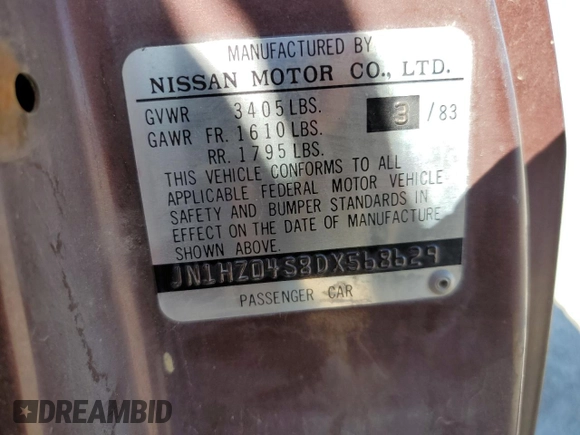 MANUFACTURED BY
NISSAN MOTOR CO., LTD.
GVWR 3405 LBS. 3 / 83
GAWR FR. 1610 LBS.
RR. 1795 LBS.
THIS VEHICLE CONFORMS TO ALL
APPLICABLE FEDERAL MOTOR VEHICLE
SAFETY AND BUMPER STANDARDS IN
EFFECT ON THE DATE OF MANUFACTURE
SHOWN ABOVE.
JN1HZ04S8DX568629
PASSENGER CAR
DREAMBID